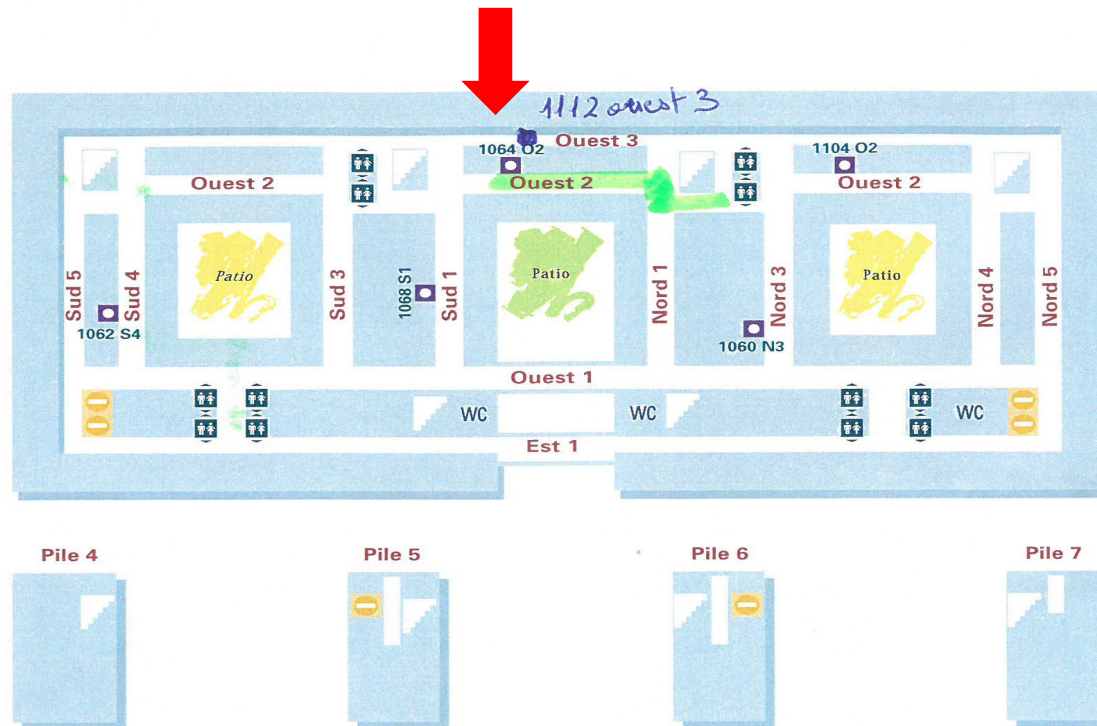 1112 ouest 3
Ouest 3
1064 O2
1104 O2
Ouest 2
Ouest 2
Ouest 2
Sud 5
Sud 4
Patio
Sud 3
1068 S1
Sud 1
Patio
Nord 1
Nord 3
Patio
Nord 4
Nord 5
1062 S4
1060 N3
Ouest 1
WC
WC
WC
Est 1
Pile 4
Pile 5
Pile 6
Pile 7